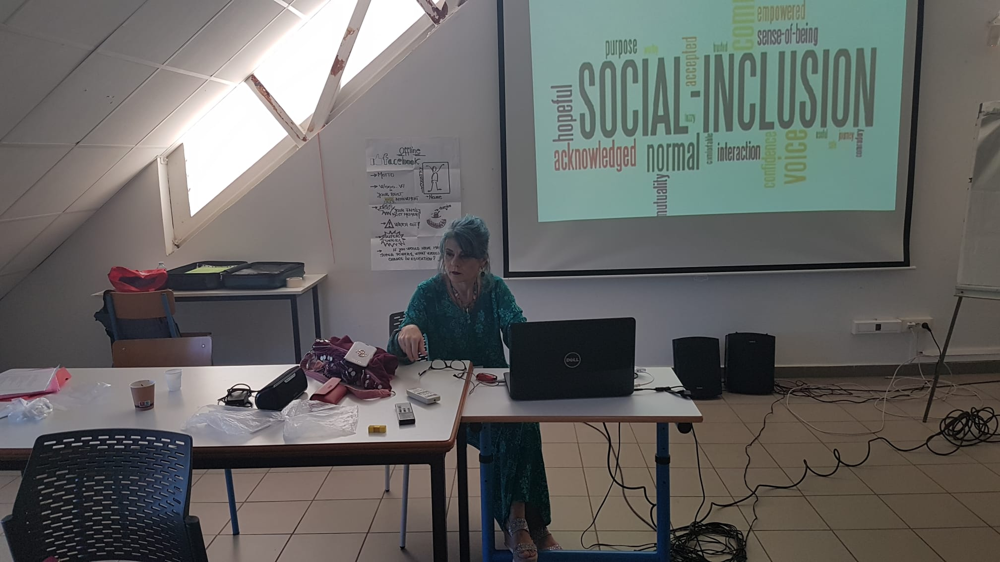 empowered
sense-of-being
purpose
accepted
SOCIAL-INCLUSION
hopeful
acknowledged
normal
interaction
confidence
voice
journey
mutuality
Offline
facebook
→ MOTTO
→ WOOO..W
YOUR BEST
ACHIEVEMENT
COUNTRY
Name
YOUR FAMILY
BEST MEMORY
→ WATCH OUT!
→ SUPER
POWERS
→ IF YOU WOULD HAVE
SUPER POWERS, WHAT WOULD
CHANGE IN EDUCATION?
DELL